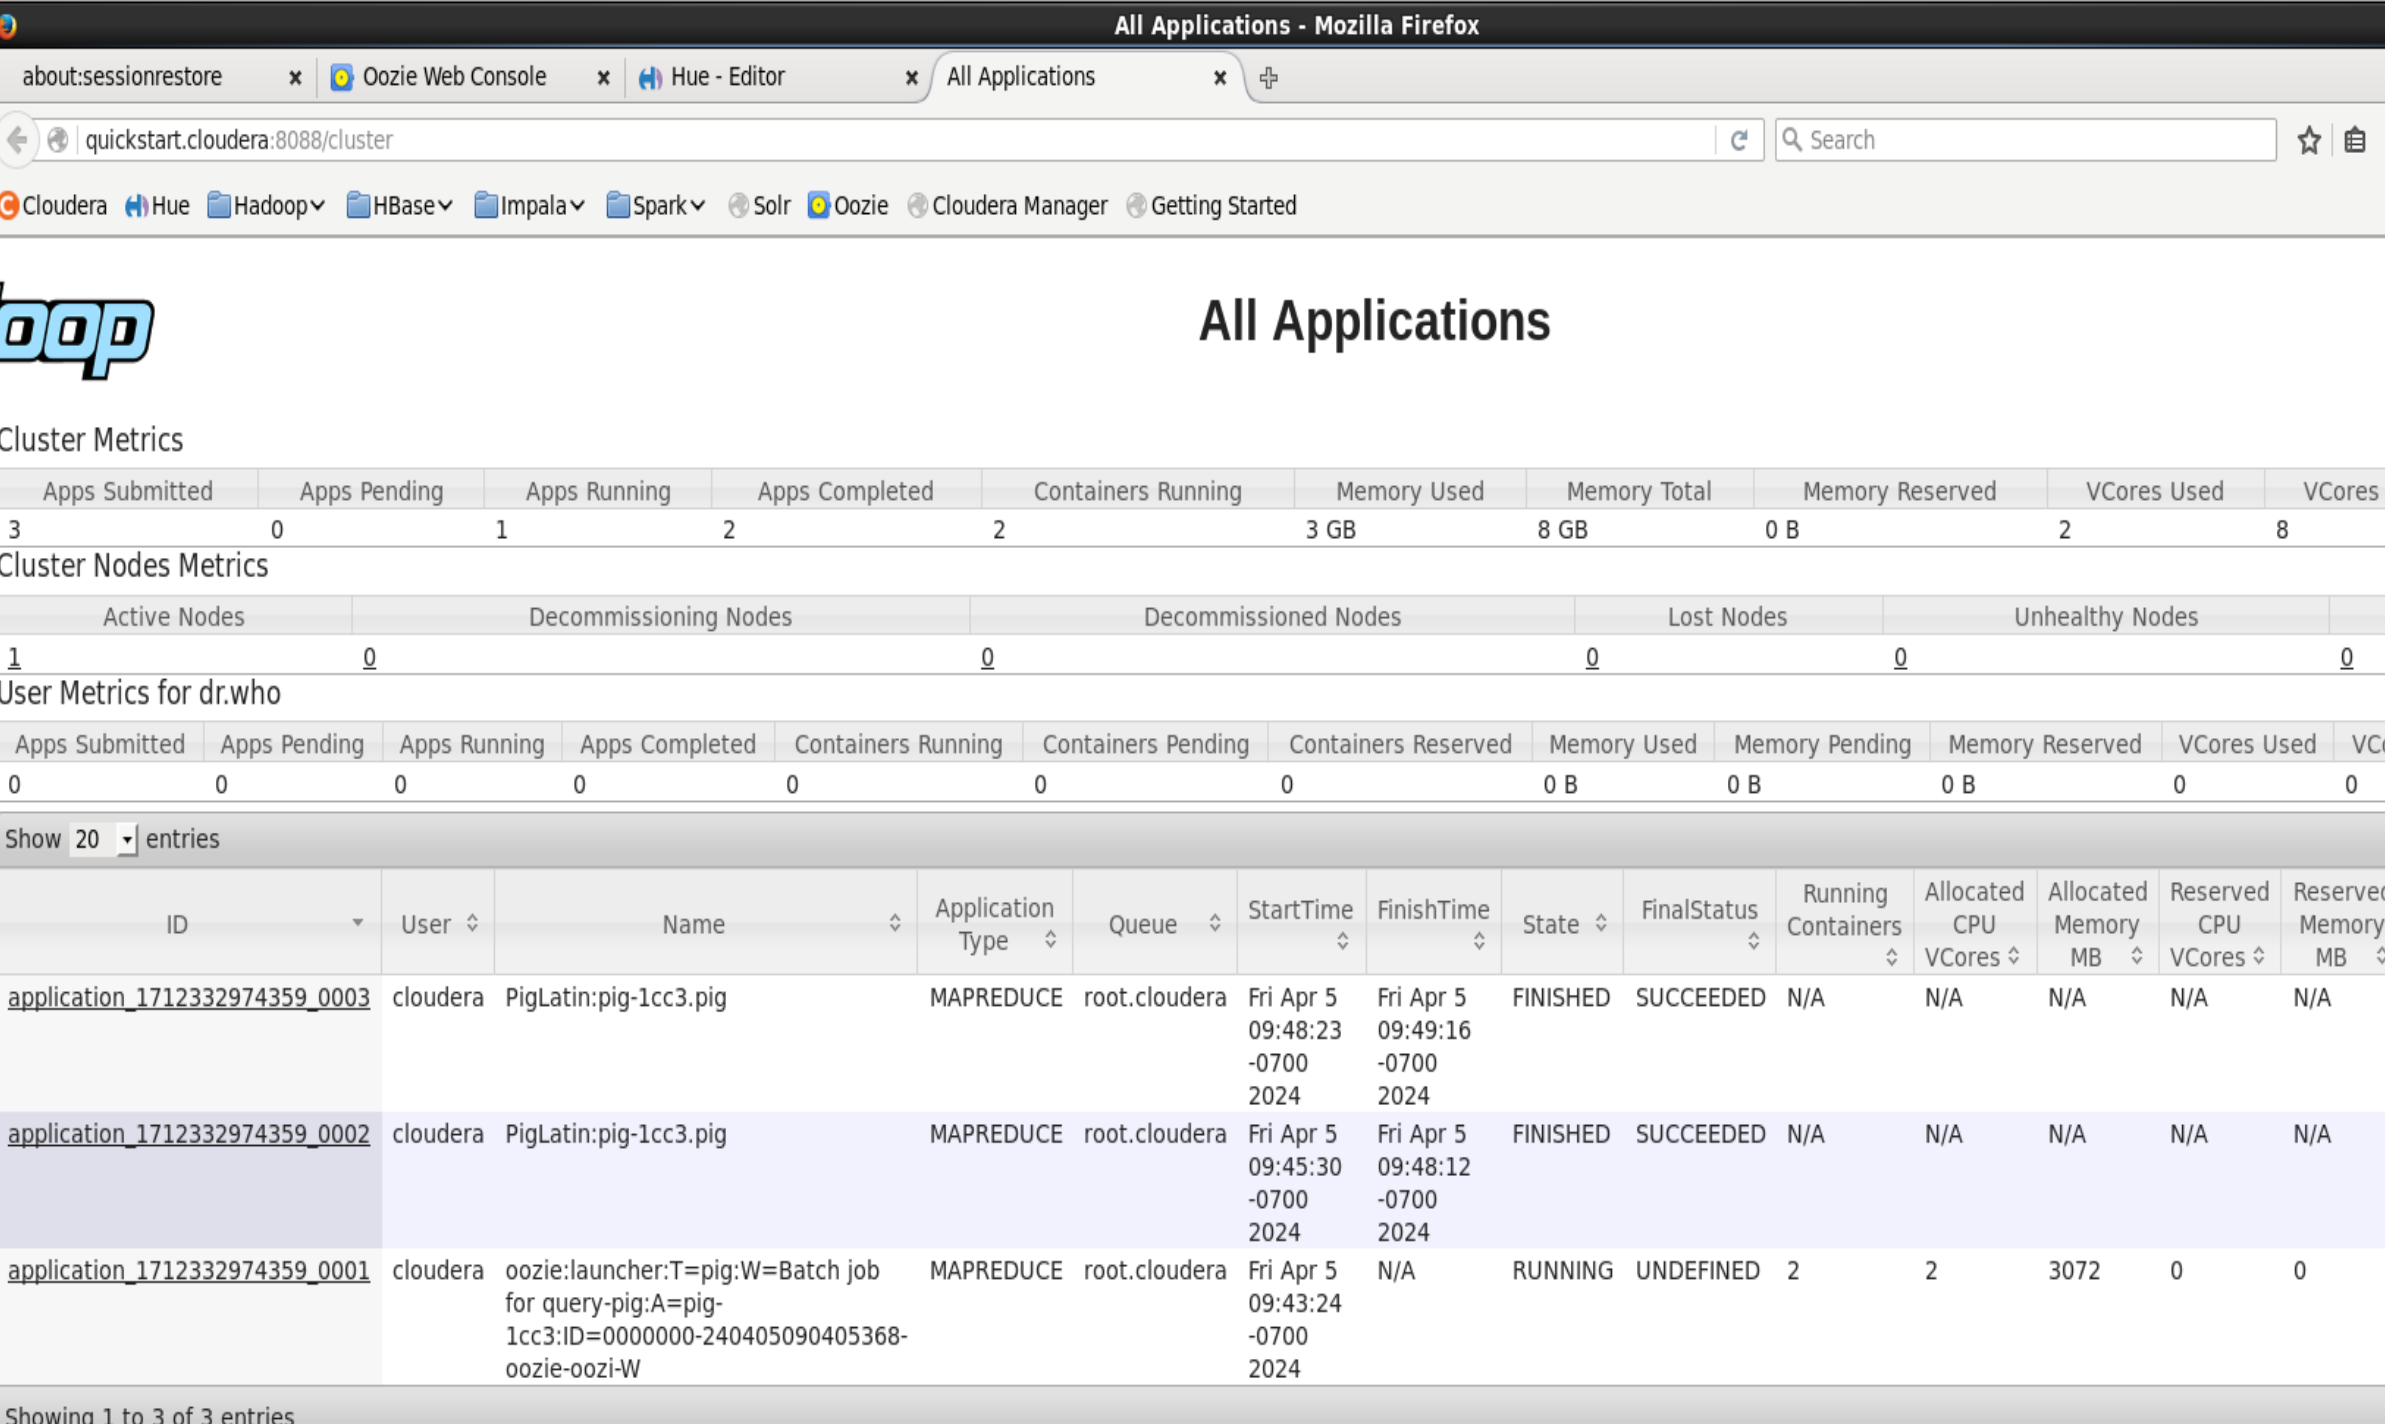 All Applications - Mozilla Firefox
about:sessionrestore Oozie Web Console Hue - Editor All Applications
quickstart.cloudera:8088/cluster Search
Cloudera Hue Hadoop HBase Impala Spark Solr Oozie Cloudera Manager Getting Started
oop
All Applications
Cluster Metrics
Apps Submitted Apps Pending Apps Running Apps Completed Containers Running Memory Used Memory Total Memory Reserved VCores Used VCores
3 0 1 2 2 3 GB 8 GB 0 B 2 8
Cluster Nodes Metrics
Active Nodes Decommissioning Nodes Decommissioned Nodes Lost Nodes Unhealthy Nodes
1 0 0 0 0 0
User Metrics for dr.who
Apps Submitted Apps Pending Apps Running Apps Completed Containers Running Containers Pending Containers Reserved Memory Used Memory Pending Memory Reserved VCores Used VC
0 0 0 0 0 0 0 0 B 0 B 0 B 0 0
Show 20 entries
ID User Name Application Type Queue StartTime FinishTime State FinalStatus Running Containers Allocated CPU VCores Allocated Memory MB Reserved CPU VCores Reserved Memory MB
application_1712332974359_0003 cloudera PigLatin:pig-1cc3.pig MAPREDUCE root.cloudera Fri Apr 5 Fri Apr 5 FINISHED SUCCEEDED N/A N/A N/A N/A N/A
09:48:23 09:49:16
-0700 -0700
2024 2024
application_1712332974359_0002 cloudera PigLatin:pig-1cc3.pig MAPREDUCE root.cloudera Fri Apr 5 Fri Apr 5 FINISHED SUCCEEDED N/A N/A N/A N/A N/A
09:45:30 09:48:12
-0700 -0700
2024 2024
application_1712332974359_0001 cloudera oozie:launcher:T=pig:W=Batch job MAPREDUCE root.cloudera Fri Apr 5 N/A RUNNING UNDEFINED 2 2 3072 0 0
for query-pig:A=pig- 09:43:24
1cc3:ID=0000000-240405090405368- -0700
oozie-oozi-W 2024
Showing 1 to 3 of 3 entries